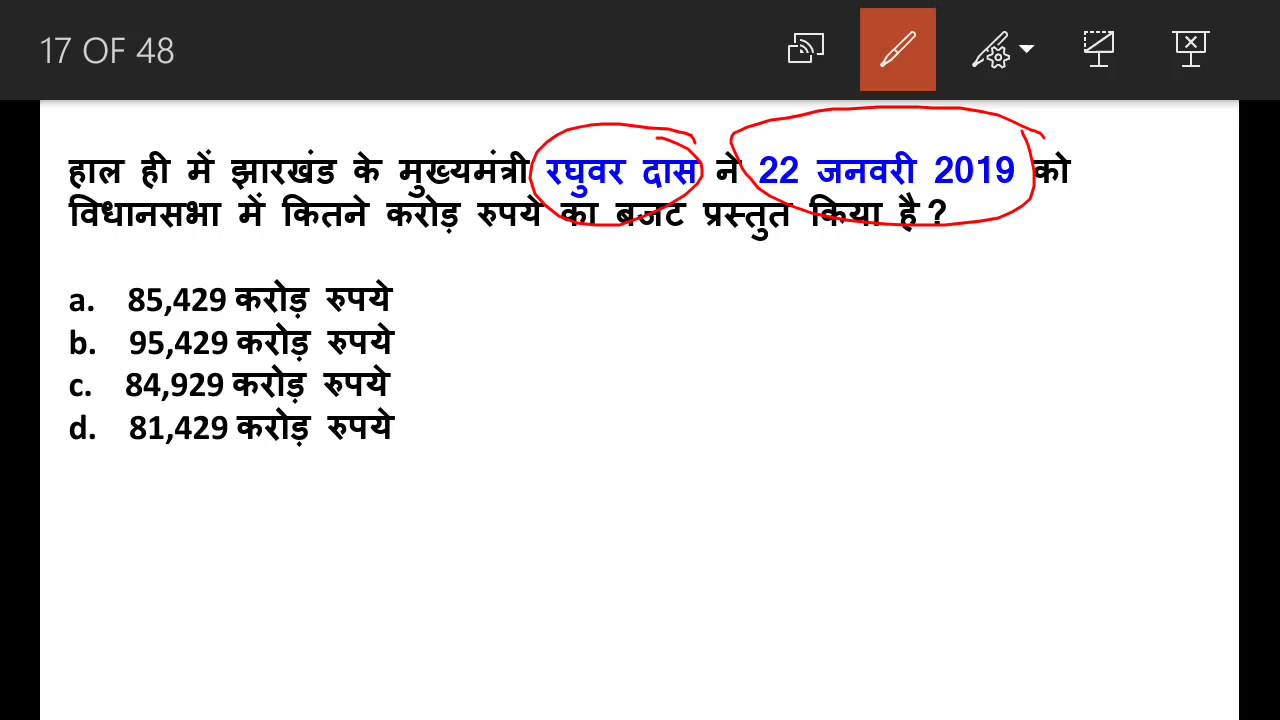 17 OF 48
हाल ही में झारखंड के मुख्यमंत्री रघुवर दास ने 22 जनवरी 2019 को
विधानसभा में कितने करोड़ रुपये का बजट प्रस्तुत किया है ?
a. 85,429 करोड़ रुपये
b. 95,429 करोड़ रुपये
c. 84,929 करोड़ रुपये
d. 81,429 करोड़ रुपये